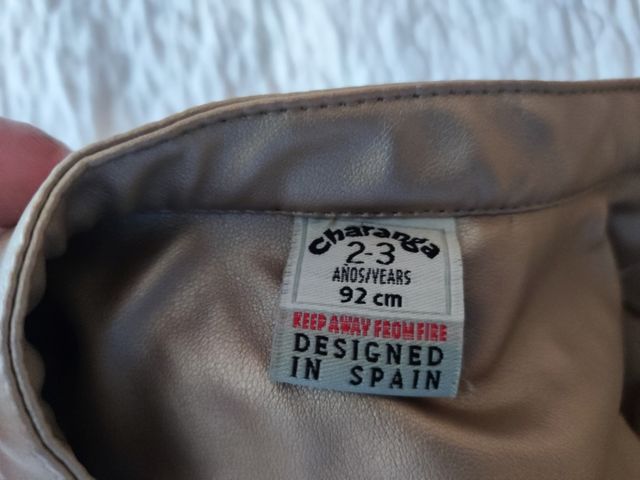 Charanga
2-3
AÑOS/YEARS
92 cm
KEEP AWAY FROM FIRE
DESIGNED
IN SPAIN